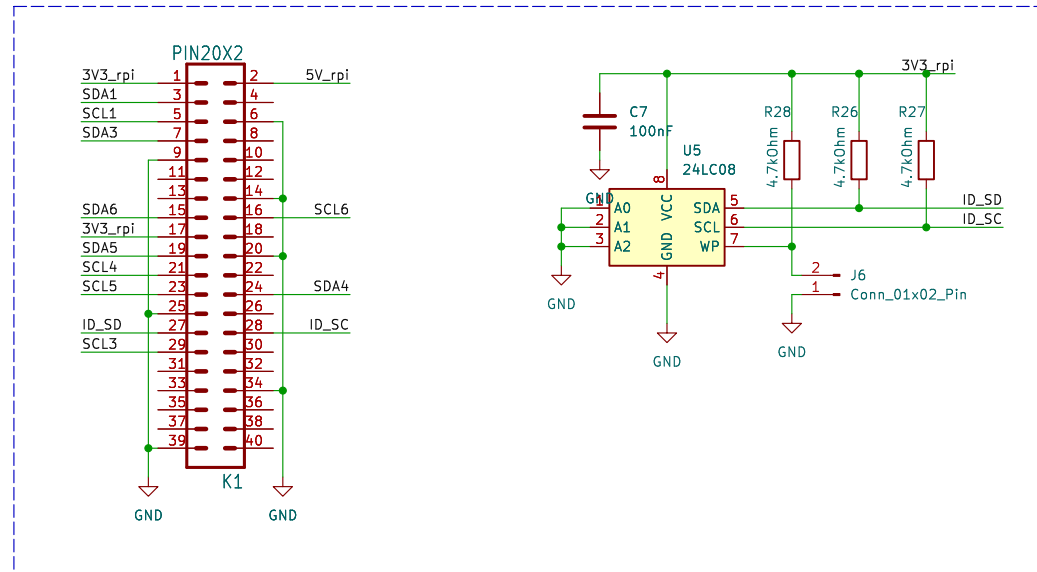 PIN20X2
3V3_rpi 1 2 5V_rpi
SDA1 3 4
SCL1 5 6
SDA3 7 8
9 10
11 12
13 14
SDA6 15 16 SCL6
3V3_rpi 17 18
SDA5 19 20
SCL4 21 22
SCL5 23 24 SDA4
25 26
ID_SD 27 28 ID_SC
SCL3 29 30
31 32
33 34
35 36
37 38
39 40
K1
GND GND
3V3_rpi
C7
100nF
GND
R28
4.7kOhm
R26
4.7kOhm
R27
4.7kOhm
U5
24LC08
8
VCC
1 A0 SDA 5 ID_SD
2 A1 SCL 6 ID_SC
3 A2 WP 7
GND
4
GND
GND
2
1
J6
Conn_01x02_Pin
GND